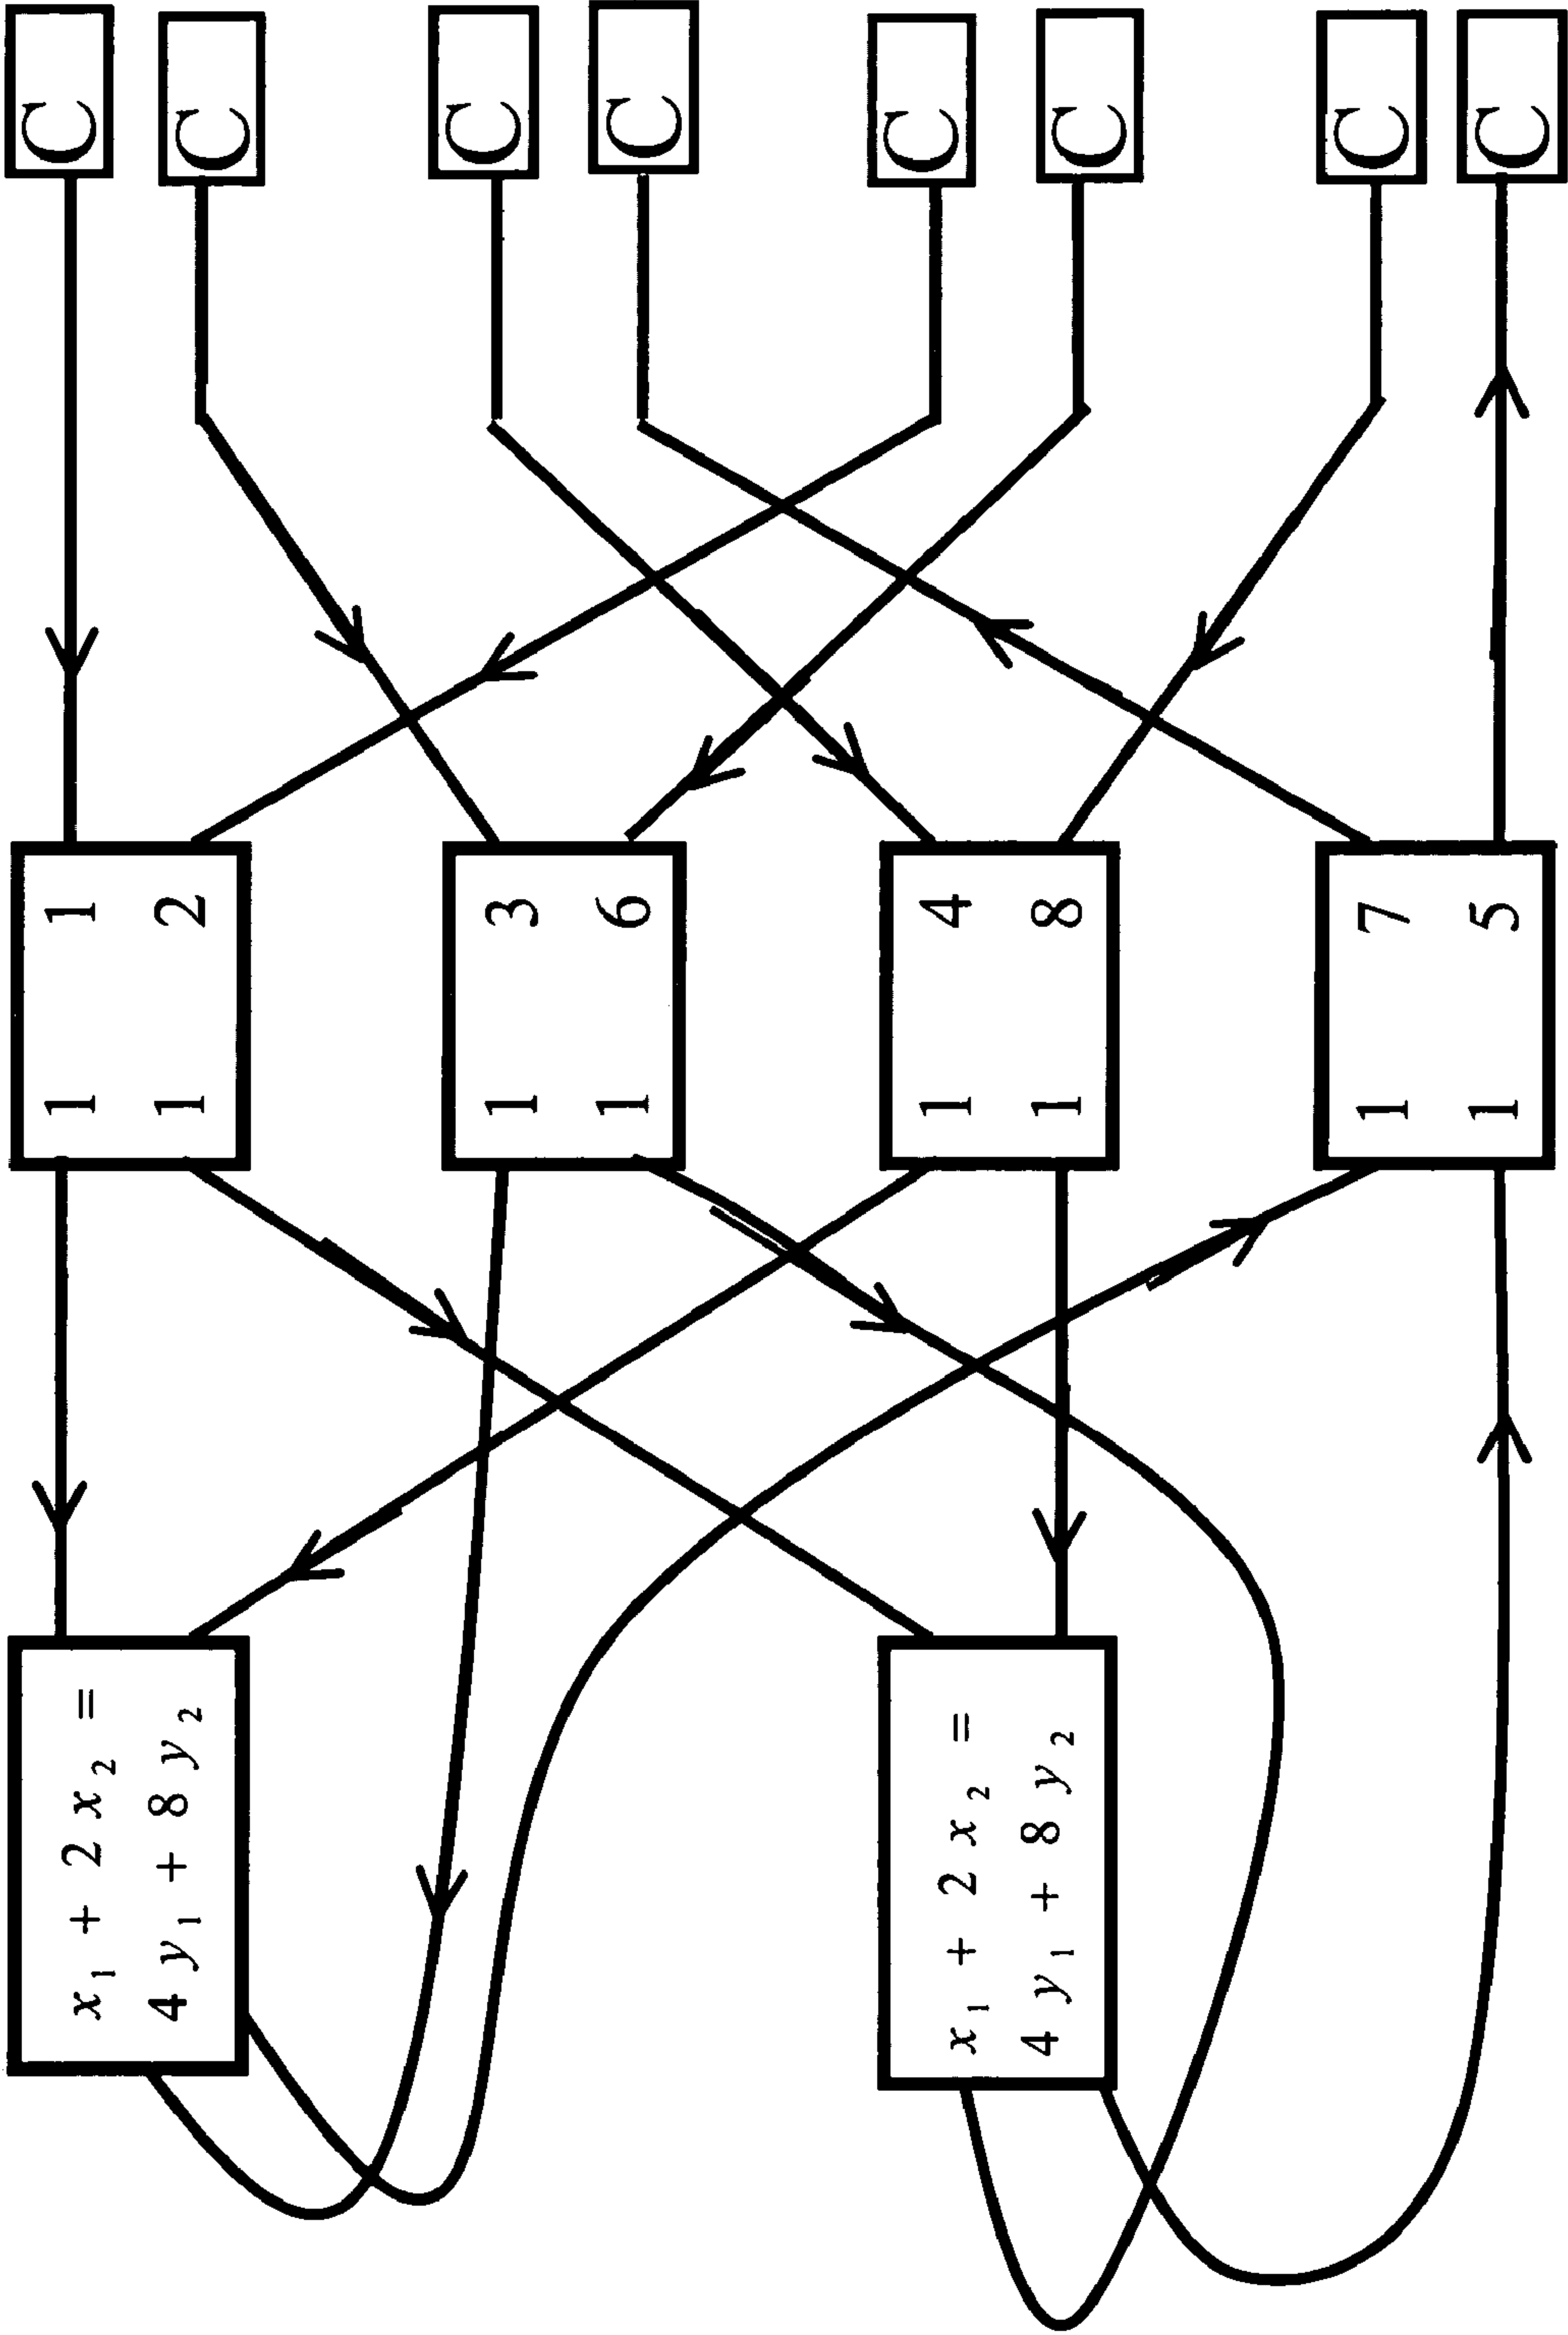 x₁ + 2 x₂ =
4 y₁ + 8 y₂
x₁ + 2 x₂ =
4 y₁ + 8 y₂
1 1
1 2
1 3
1 6
1 4
1 8
1 7
1 5
C
C
C
C
C
C
C
C